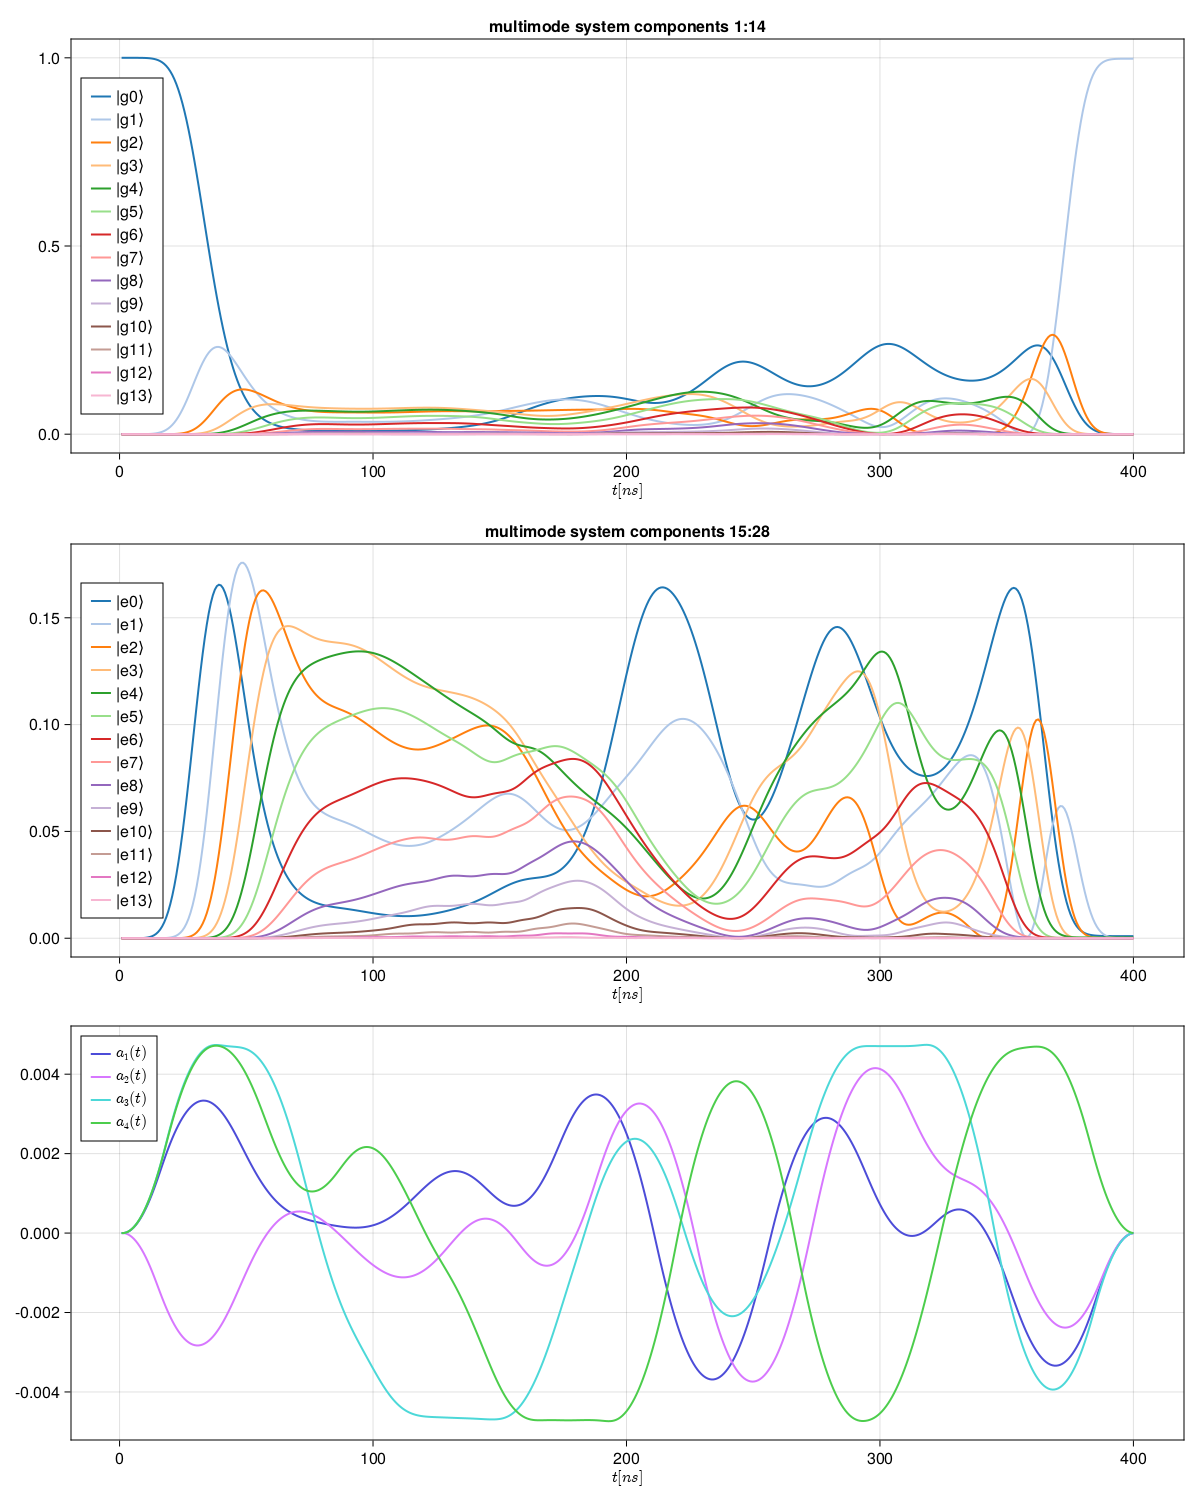 multimode system components 1:14
1.0
0.5
0.0
|g0⟩
|g1⟩
|g2⟩
|g3⟩
|g4⟩
|g5⟩
|g6⟩
|g7⟩
|g8⟩
|g9⟩
|g10⟩
|g11⟩
|g12⟩
|g13⟩
0 100 200 300 400
t[ns]
multimode system components 15:28
0.15
0.10
0.05
0.00
|e0⟩
|e1⟩
|e2⟩
|e3⟩
|e4⟩
|e5⟩
|e6⟩
|e7⟩
|e8⟩
|e9⟩
|e10⟩
|e11⟩
|e12⟩
|e13⟩
0 100 200 300 400
t[ns]
0.004
0.002
0.000
-0.002
-0.004
a₁(t)
a₂(t)
a₃(t)
a₄(t)
0 100 200 300 400
t[ns]